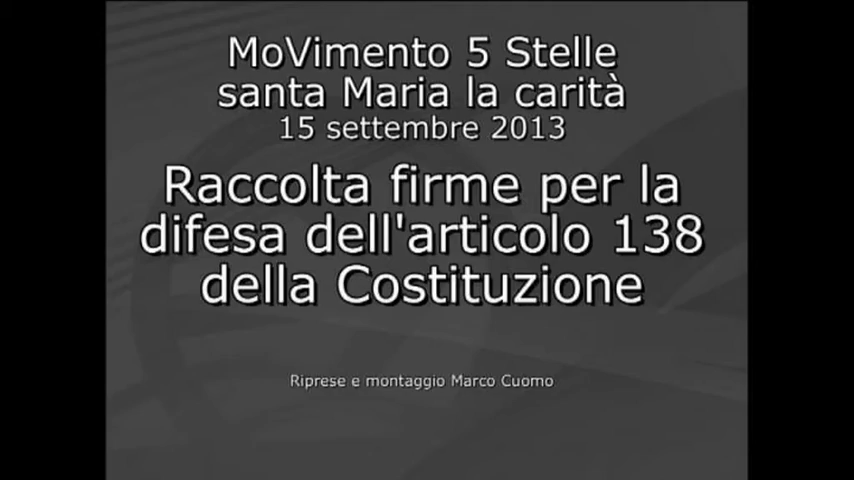 MoVimento 5 Stelle
santa Maria la carità
15 settembre 2013
Raccolta firme per la
difesa dell'articolo 138
della Costituzione
Riprese e montaggio Marco Cuomo